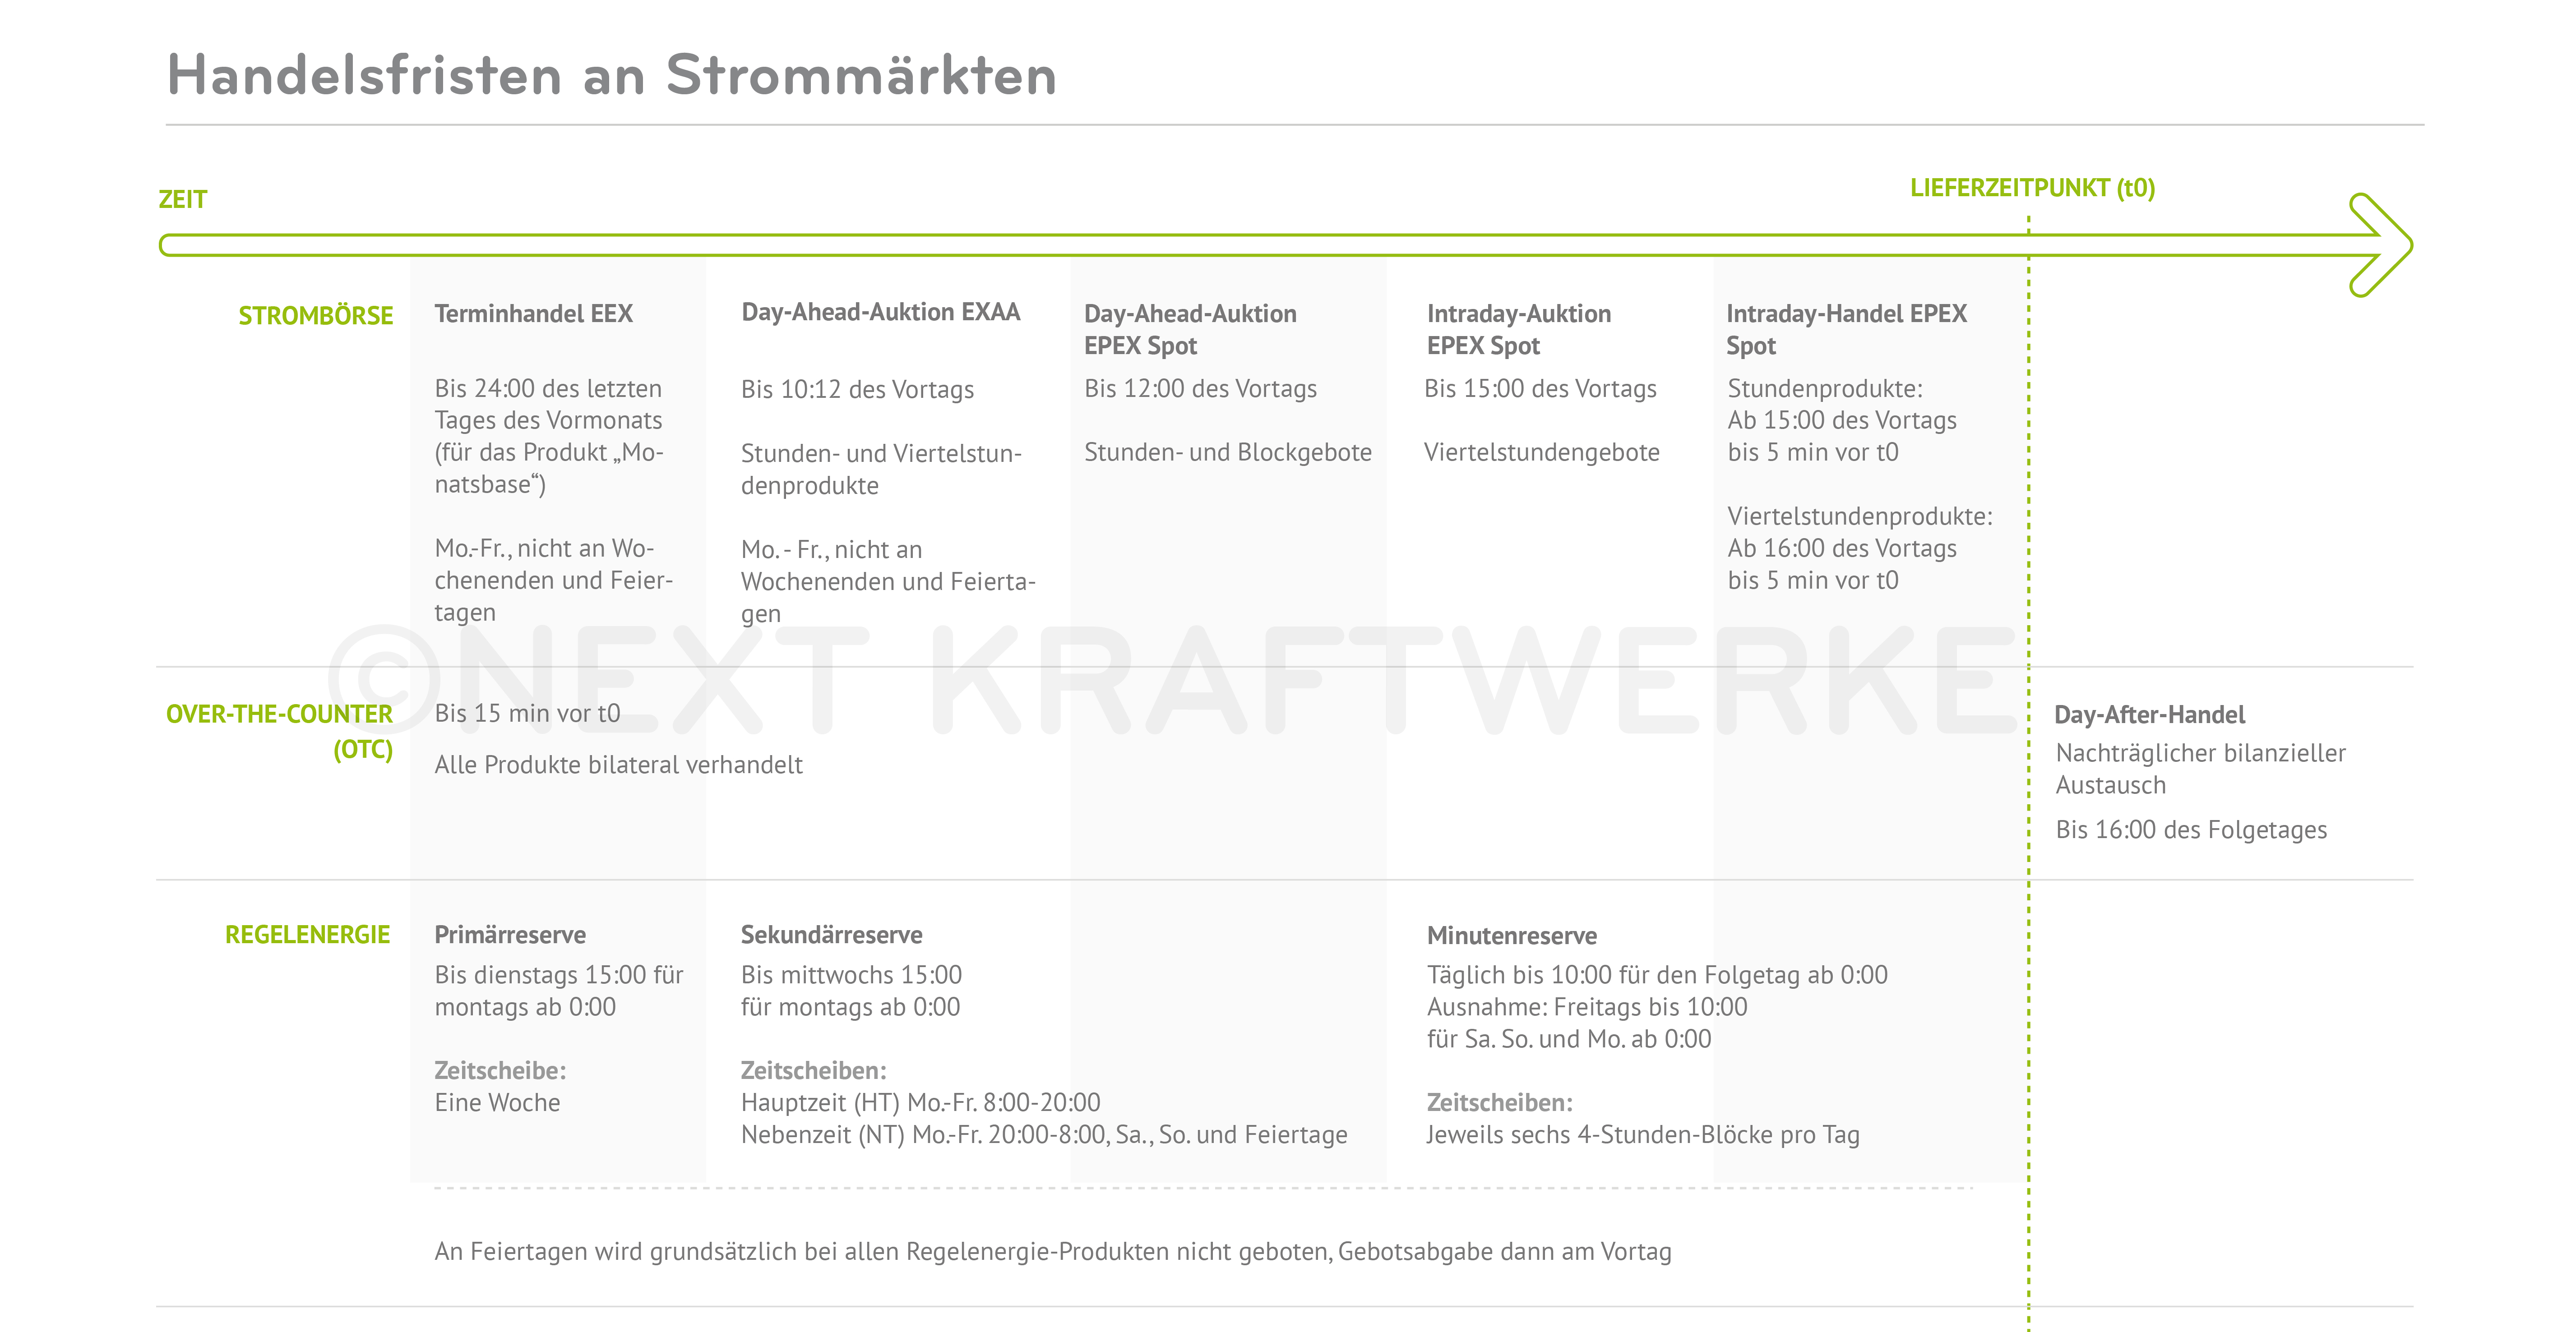 Handelsfristen an Strommärkten
ZEIT
LIEFERZEITPUNKT (t0)
STROMBÖRSE
Terminhandel EEX
Bis 24:00 des letzten
Tages des Vormonats
(für das Produkt „Mo-
natsbase“)
Mo.-Fr., nicht an Wo-
chenenden und Feier-
tagen
Day-Ahead-Auktion EXAA
Bis 10:12 des Vortags
Stunden- und Viertelstun-
denprodukte
Mo. - Fr., nicht an
Wochenenden und Feierta-
gen
Day-Ahead-Auktion
EPEX Spot
Bis 12:00 des Vortags
Stunden- und Blockgebote
Intraday-Auktion
EPEX Spot
Bis 15:00 des Vortags
Viertelstundengebote
Intraday-Handel EPEX
Spot
Stundenprodukte:
Ab 15:00 des Vortags
bis 5 min vor t0
Viertelstundenprodukte:
Ab 16:00 des Vortags
bis 5 min vor t0
©NEXT KRAFTWERKE
OVER-THE-COUNTER
(OTC)
Bis 15 min vor t0
Alle Produkte bilateral verhandelt
Day-After-Handel
Nachträglicher bilanzieller
Austausch
Bis 16:00 des Folgetages
REGELENERGIE
Primärreserve
Bis dienstags 15:00 für
montags ab 0:00
Zeitscheibe:
Eine Woche
Sekundärreserve
Bis mittwochs 15:00
für montags ab 0:00
Zeitscheiben:
Hauptzeit (HT) Mo.-Fr. 8:00-20:00
Nebenzeit (NT) Mo.-Fr. 20:00-8:00, Sa., So. und Feiertage
Minutenreserve
Täglich bis 10:00 für den Folgetag ab 0:00
Ausnahme: Freitags bis 10:00
für Sa. So. und Mo. ab 0:00
Zeitscheiben:
Jeweils sechs 4-Stunden-Blöcke pro Tag
An Feiertagen wird grundsätzlich bei allen Regelenergie-Produkten nicht geboten, Gebotsabgabe dann am Vortag